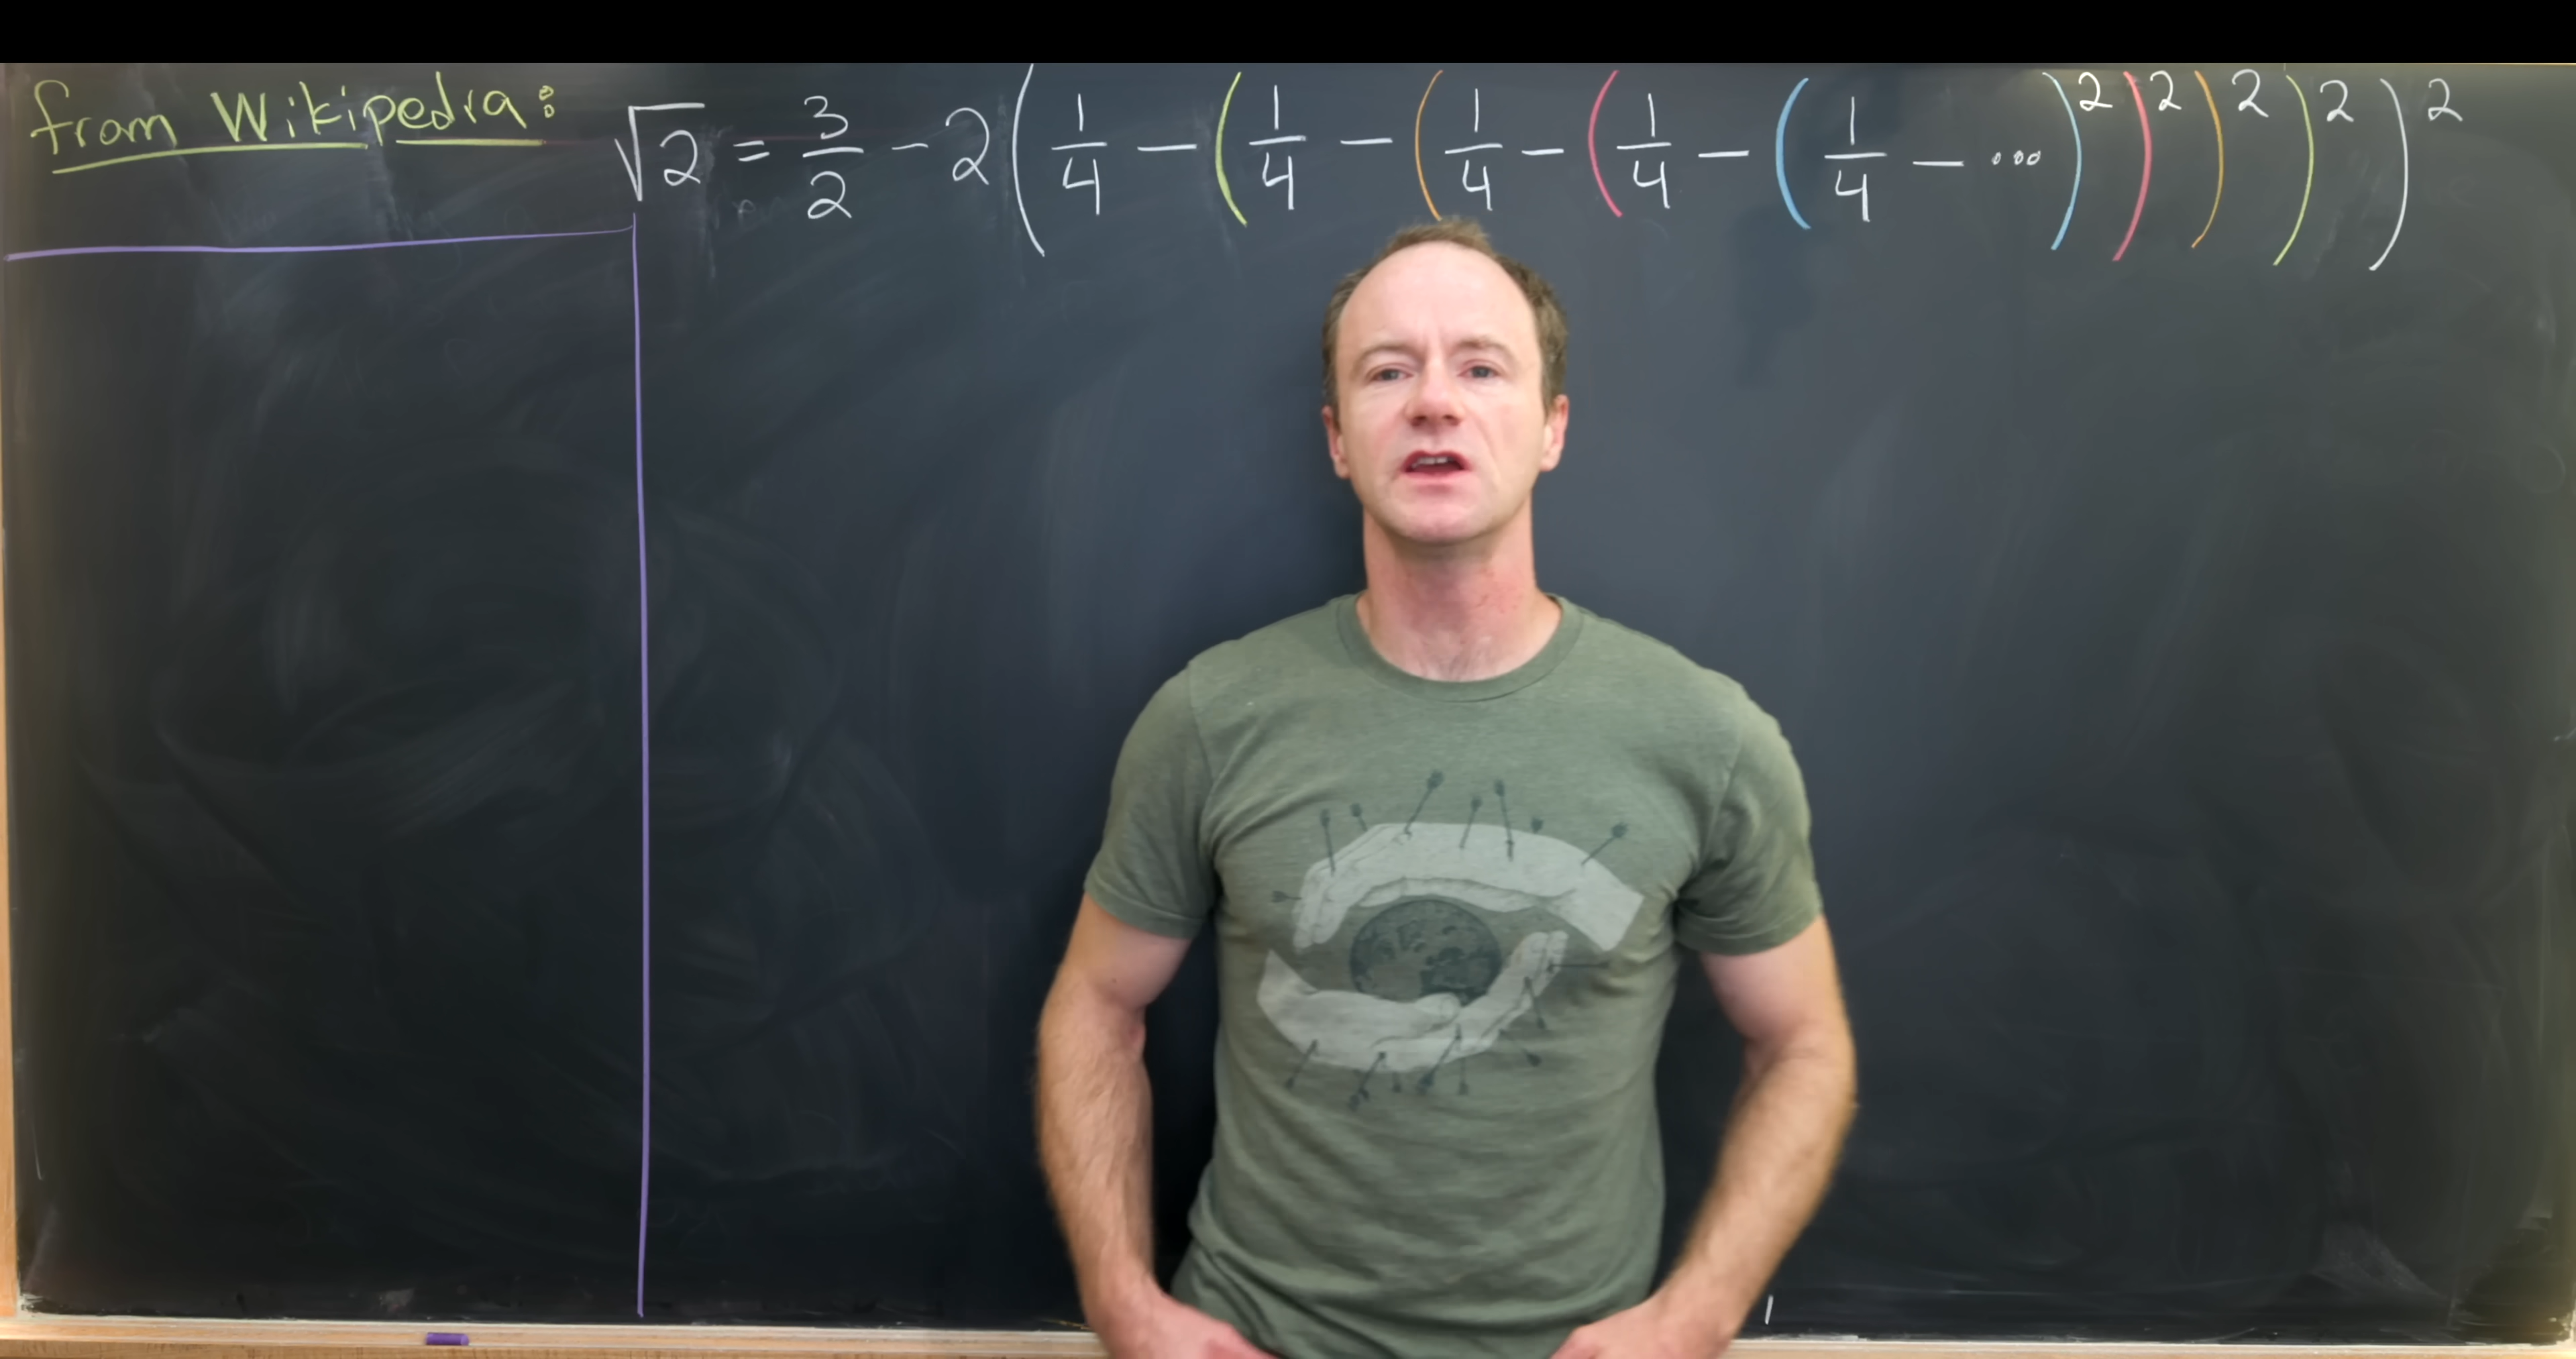 from Wikipedia:
√2 = 3/2 - 2(1/4 - (1/4 - (1/4 - (1/4 - (1/4 - ...)²)²)²)²)²